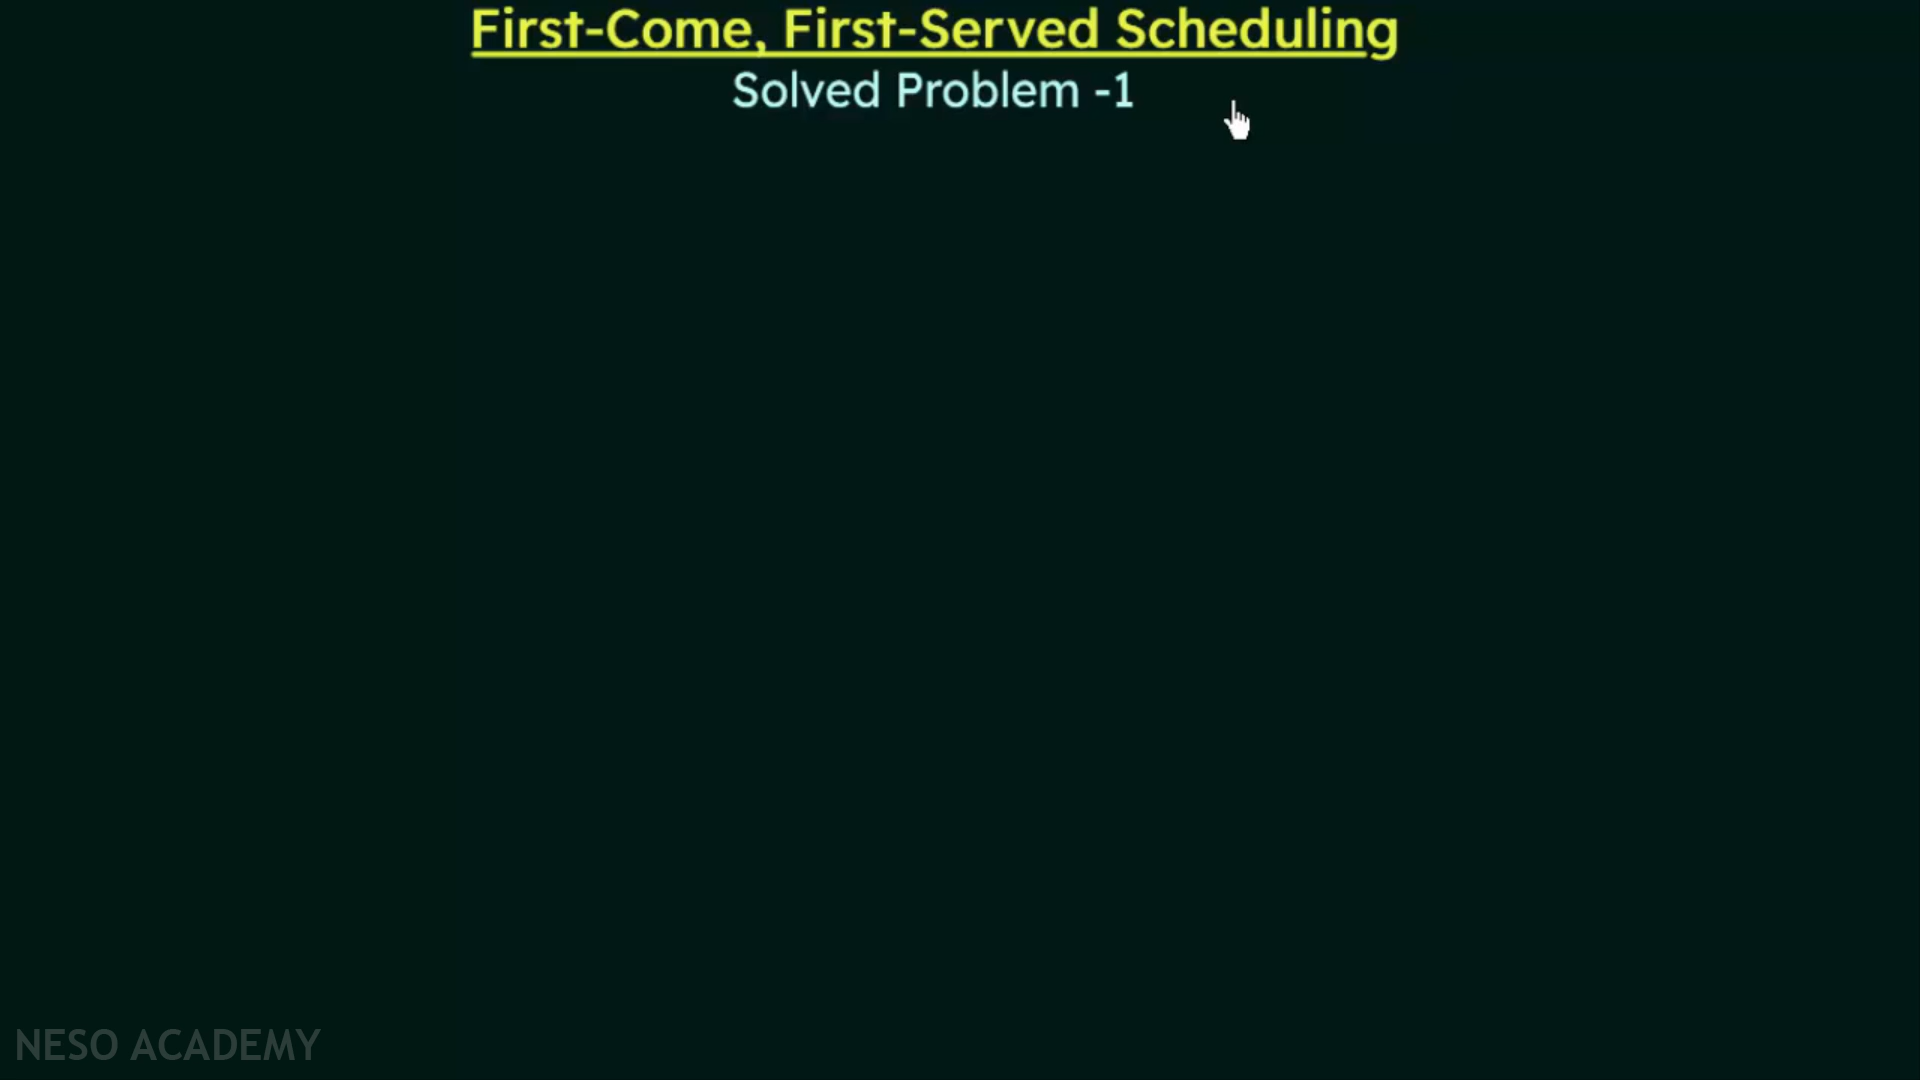 First-Come, First-Served Scheduling
Solved Problem -1
NESO ACADEMY